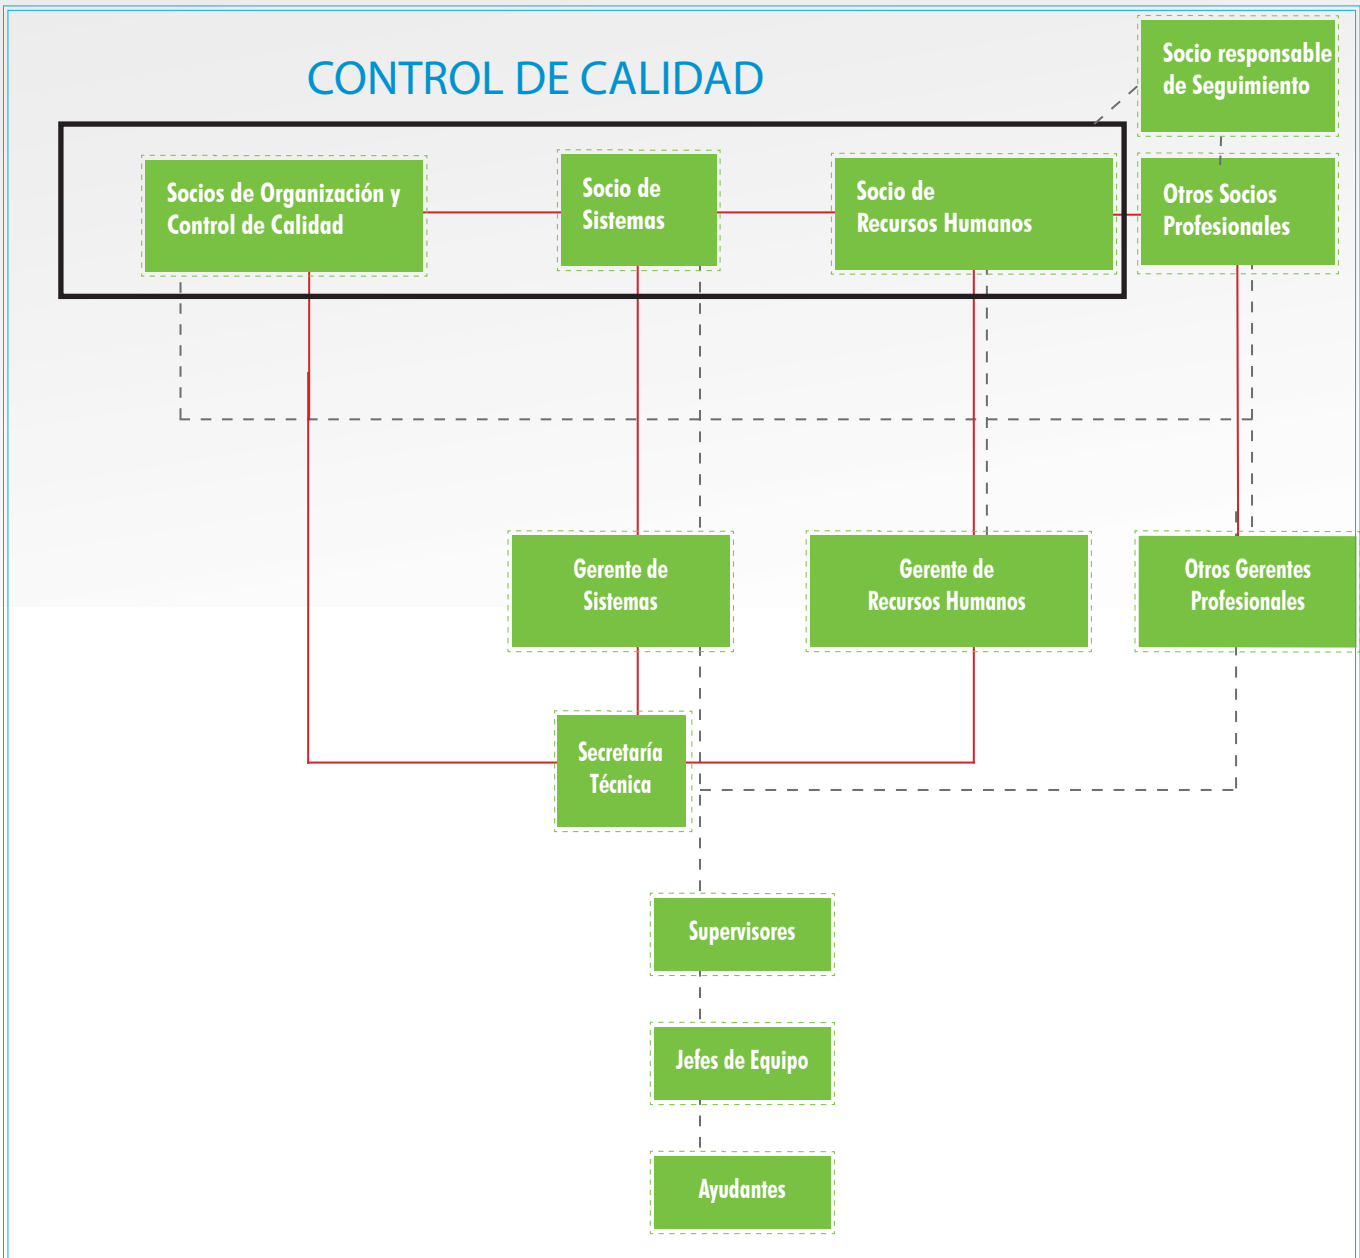 CONTROL DE CALIDAD
Socio responsable
de Seguimiento
Socios de Organización y
Control de Calidad
Socio de
Sistemas
Socio de
Recursos Humanos
Otros Socios
Profesionales
Gerente de
Sistemas
Gerente de
Recursos Humanos
Otros Gerentes
Profesionales
Secretaría
Técnica
Supervisores
Jefes de Equipo
Ayudantes